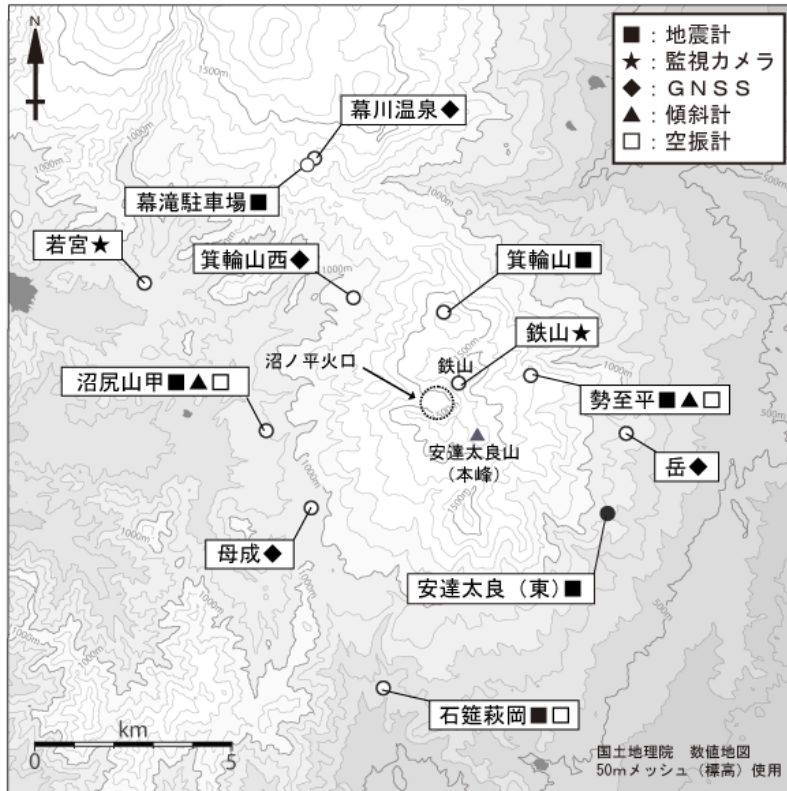 N
■：地震計
★：監視カメラ
◆：ＧＮＳＳ
▲：傾斜計
□：空振計
幕川温泉◆
幕滝駐車場■
若宮★
箕輪山西◆
箕輪山■
鉄山★
沼ノ平火口
鉄山
沼尻山甲■▲□
勢至平■▲□
安達太良山
（本峰）
岳◆
母成◆
安達太良（東）■
石筵萩岡■□
km
0 5
国土地理院　数値地図
50mメッシュ（標高）使用
1500m
1000m
1000m
1000m
1000m
1000m
1500m
1000m
1000m
1000m
500m
500m
500m